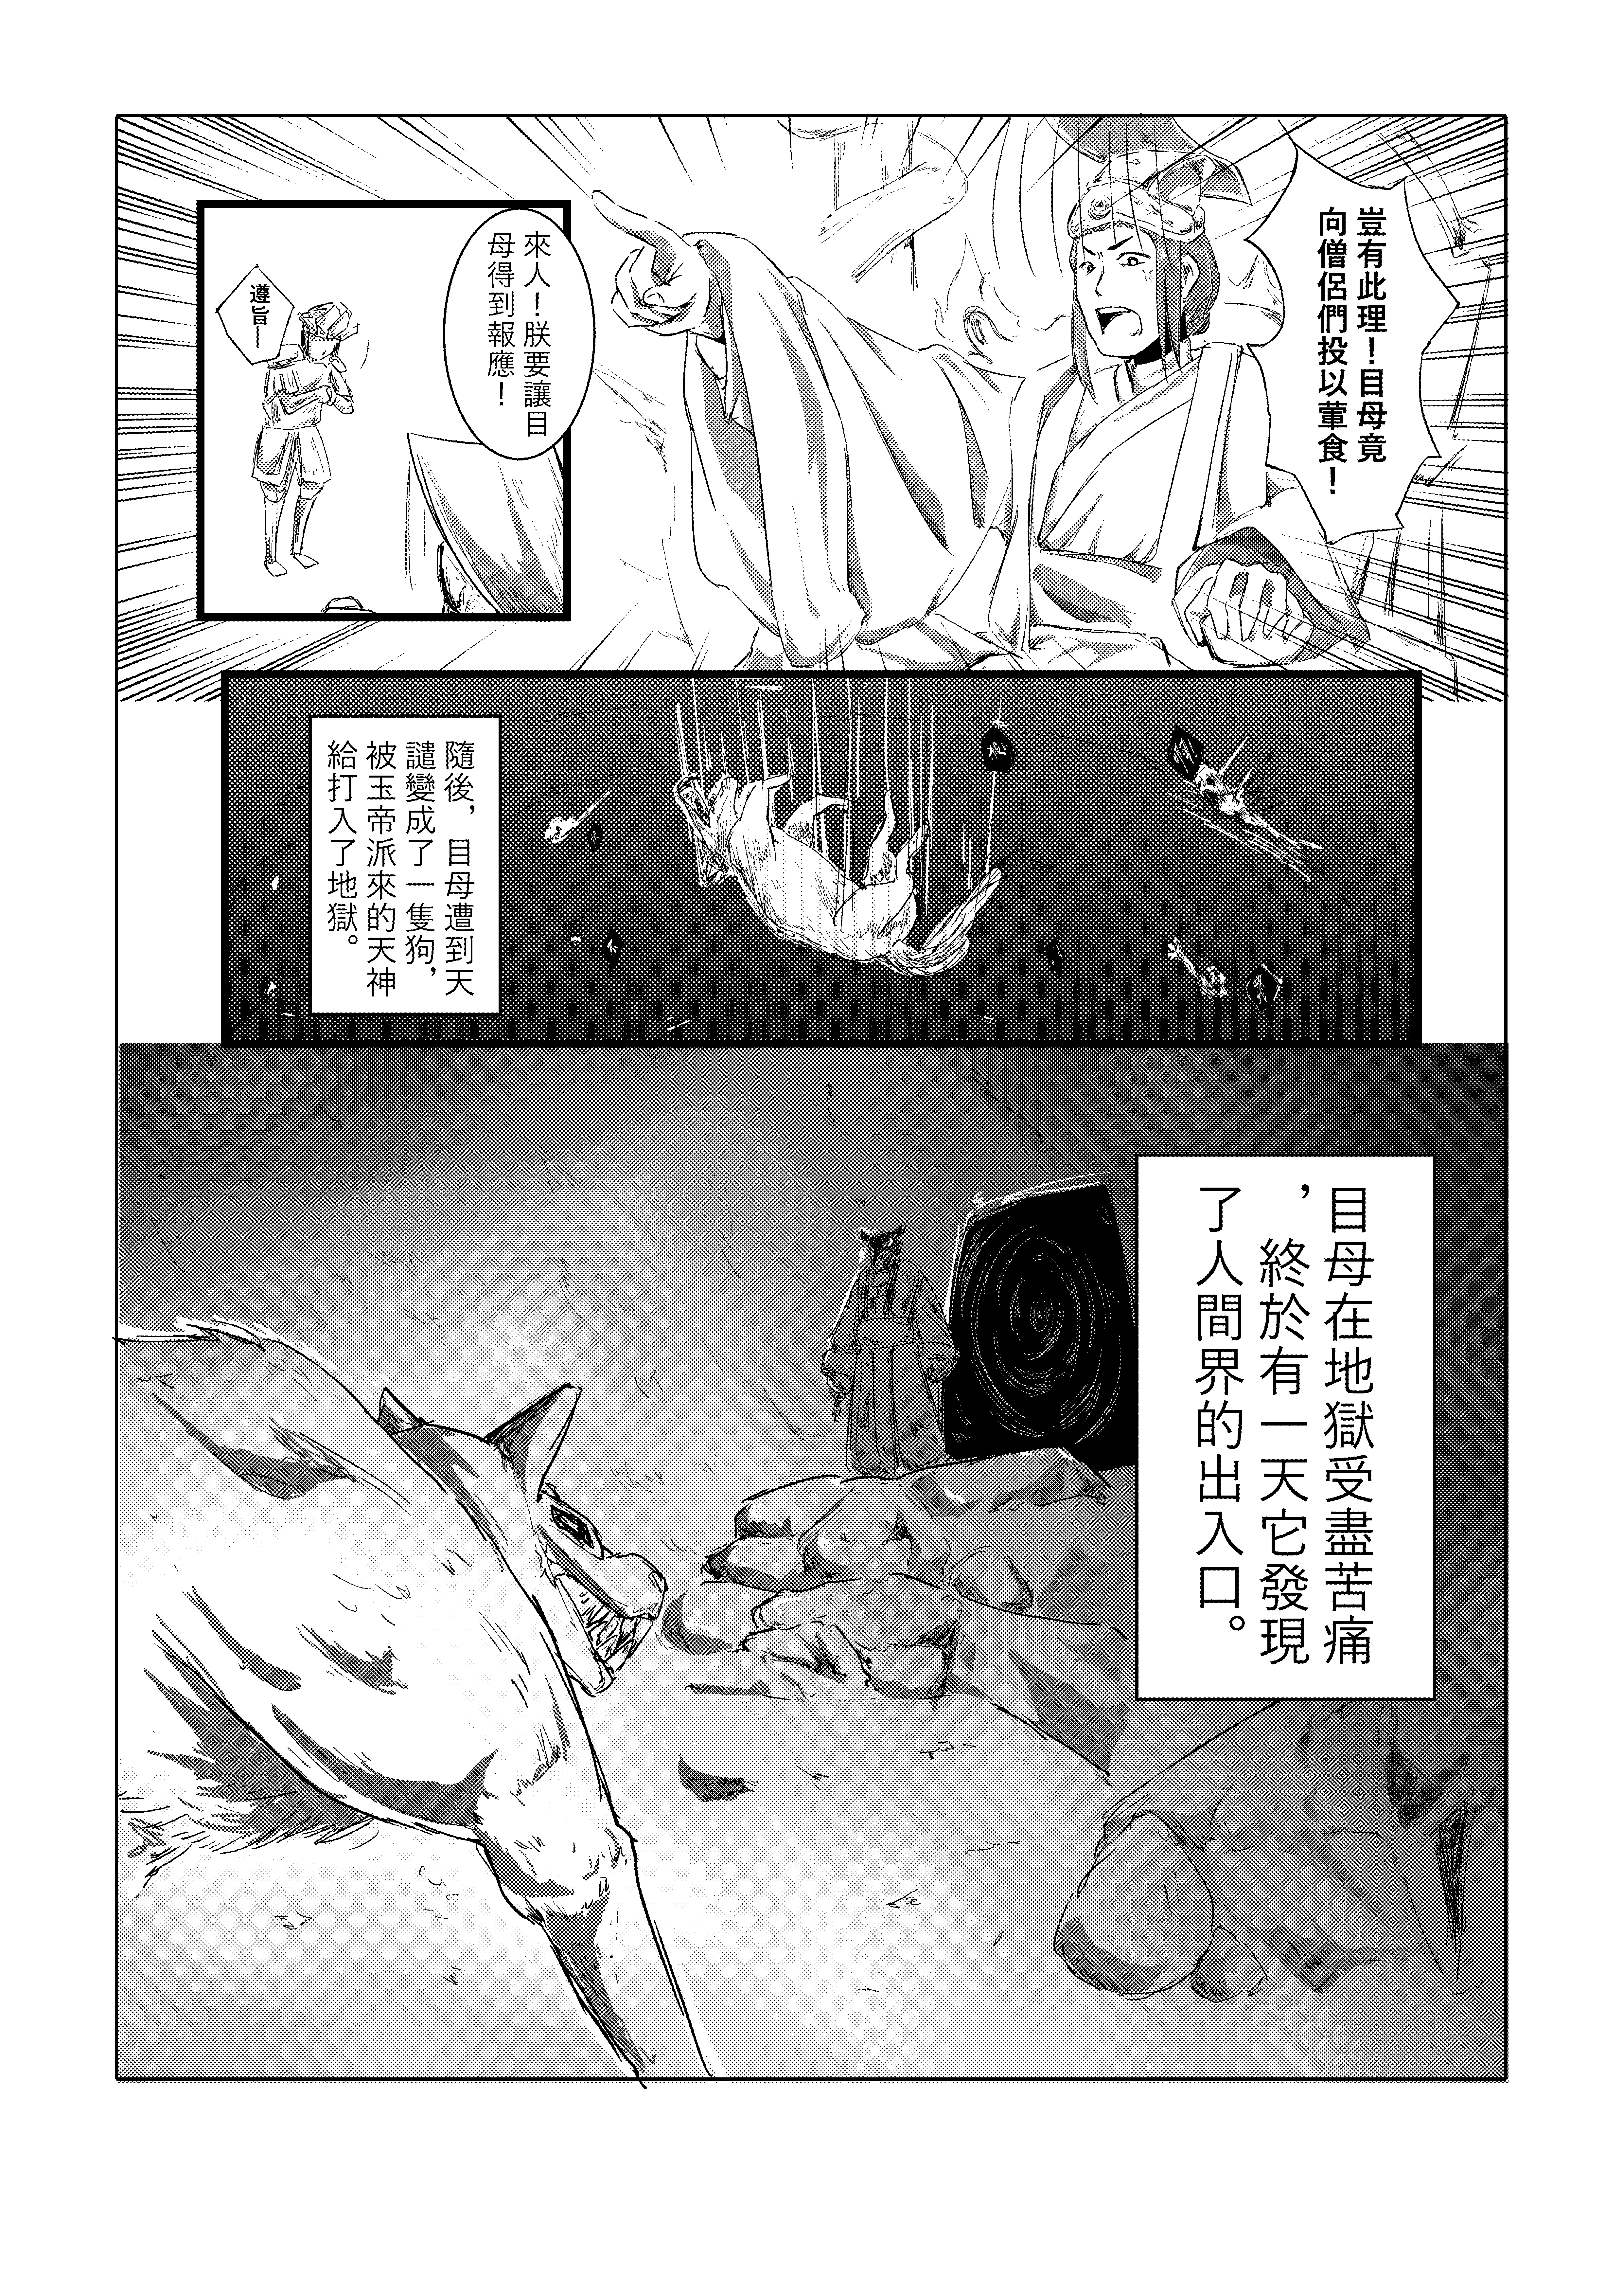 豈有此理！目母竟
向僧侶們投以葷食！
來人！朕要讓目
母得到報應！
遵旨—
隨後，目母遭到天
譴變成了一隻狗，
被玉帝派來的天神
給打入了地獄。
目母在地獄受盡苦痛
，終於有一天它發現
了人間界的出入口。